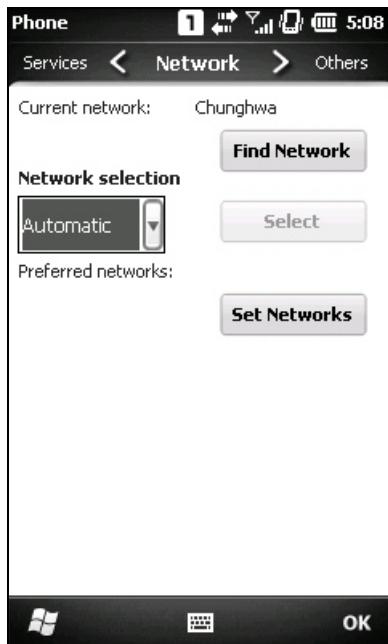 Phone 1 5:08
Services Network Others
Current network: Chunghwa
Find Network
Network selection
Automatic Select
Preferred networks:
Set Networks
OK